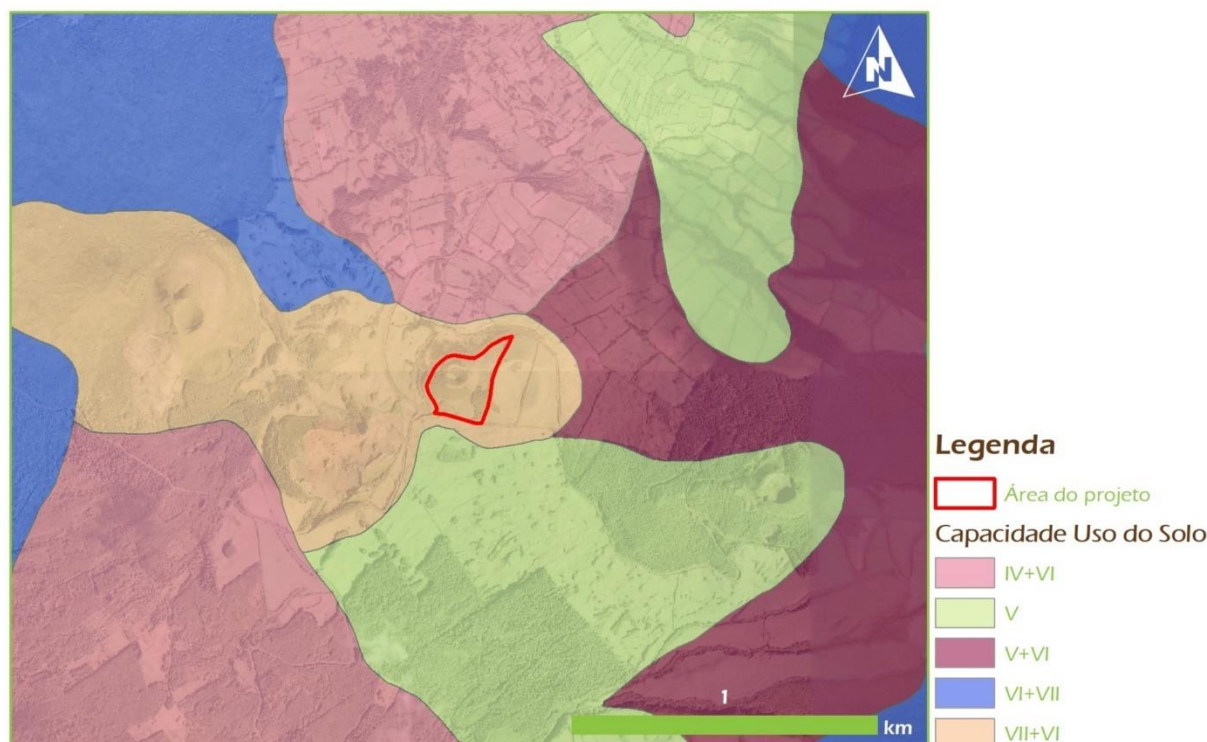 N
1
km
Legenda
Área do projeto
Capacidade Uso do Solo
IV+VI
V
V+VI
VI+VII
VII+VI